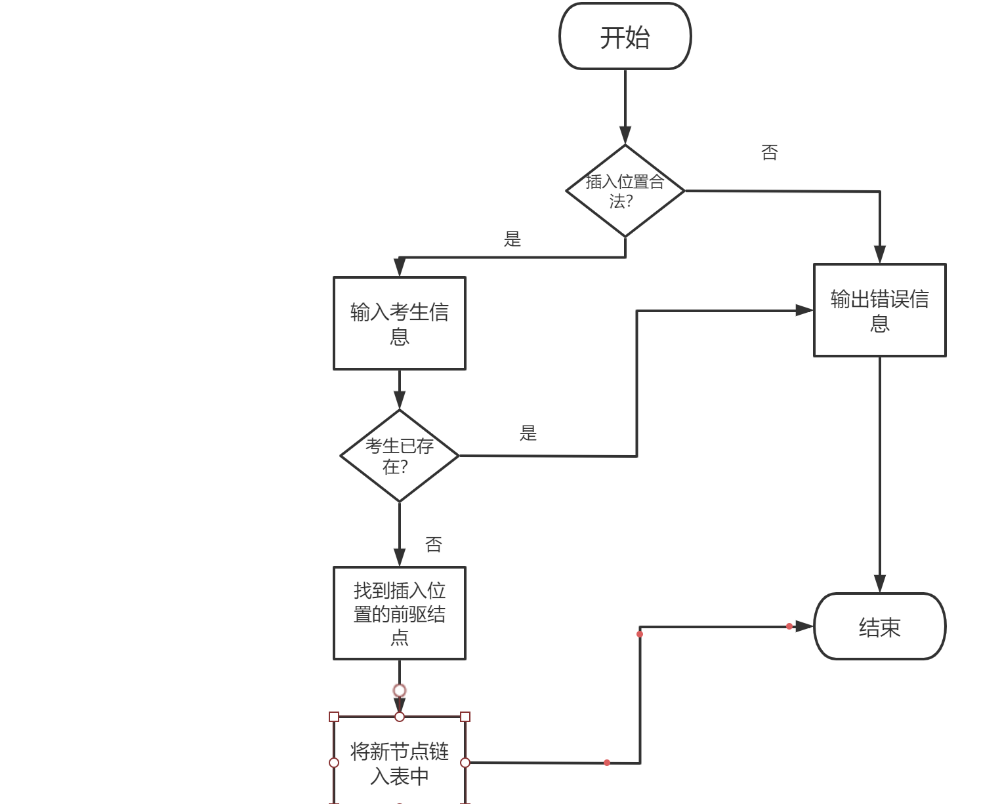 开始
否
插入位置合
法？
是
输入考生信
息
输出错误信
息
是
考生已存
在？
否
找到插入位
置的前驱结
点
结束
将新节点链
入表中